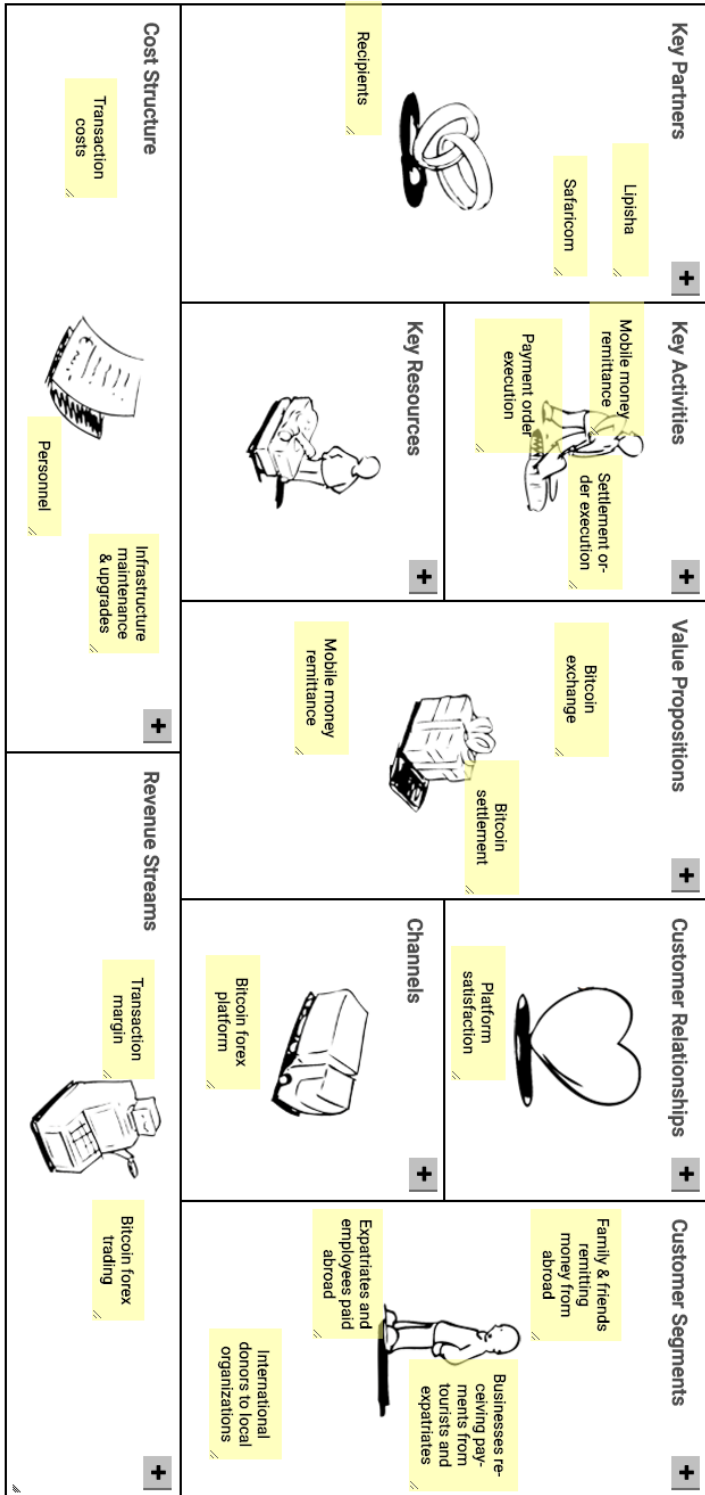 Key Partners
+
Lipisha
Safaricom
Recipients
Key Activities
+
Mobile money
remittance
Settlement or-
der execution
Payment order
execution
Key Resources
+
Value Propositions
+
Bitcoin
exchange
Bitcoin
settlement
Mobile money
remittance
Customer Relationships
+
Platform
satisfaction
Channels
+
Bitcoin forex
platform
Customer Segments
+
Family & friends
remitting
money from
abroad
Businesses re-
ceiving pay-
ments from
tourists and
expatriates
Expatriates and
employees paid
abroad
International
donors to local
organizations
Cost Structure
+
Transaction
costs
Personnel
Infrastructure
maintenance
& upgrades
Revenue Streams
+
Transaction
margin
Bitcoin forex
trading